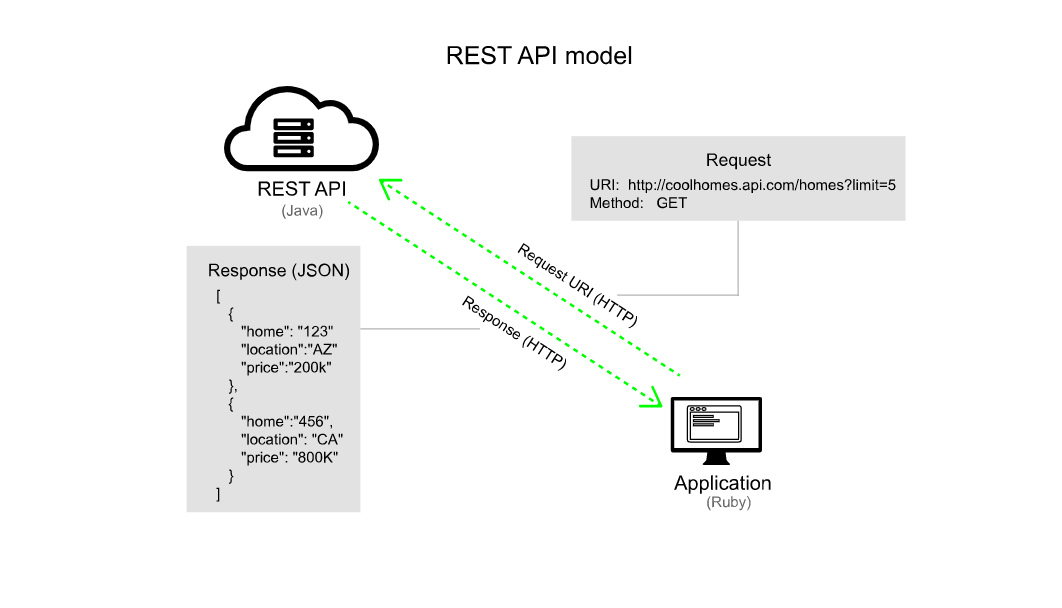 REST API model
REST API
(Java)
Request
URI:  http://coolhomes.api.com/homes?limit=5
Method:   GET
Request URI (HTTP)
Response (HTTP)
Response (JSON)
[
{
"home": "123"
"location":"AZ"
"price":"200k"
},
{
"home":"456",
"location": "CA"
"price": "800K"
}
]
Application
(Ruby)